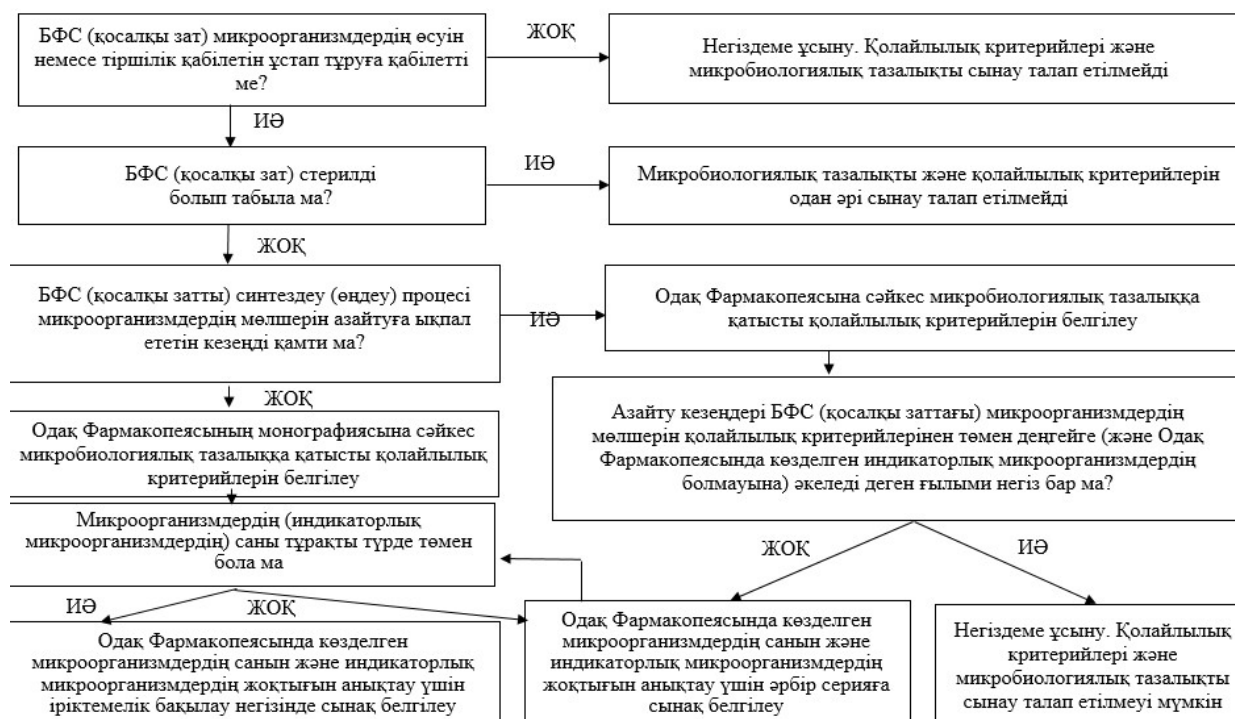 БФС (қосалқы зат) микроорганизмдердің өсуін
немесе тіршілік қабілетін ұстап тұруға қабілетті
ме?
ЖОҚ
Негіздеме ұсыну. Қолайлылық критерийлері және
микробиологиялық тазалықты сынау талап етілмейді
ИӘ
БФС (қосалқы зат) стерилді
болып табыла ма?
ИӘ
Микробиологиялық тазалықты және қолайлылық критерийлерін
одан әрі сынау талап етілмейді
ЖОҚ
БФС (қосалқы затты) синтездеу (өңдеу) процесі
микроорганизмдердің мөлшерін азайтуға ықпал
ететін кезеңді қамти ма?
ИӘ
Одақ Фармакопеясына сәйкес микробиологиялық тазалыққа
қатысты қолайлылық критерийлерін белгілеу
ЖОҚ
Одақ Фармакопеясының монографиясына сәйкес
микробиологиялық тазалыққа қатысты қолайлылық
критерийлерін белгілеу
Азайту кезеңдері БФС (қосалқы заттағы) микроорганизмдердің
мөлшерін қолайлылық критерийлерінен төмен деңгейге (және Одақ
Фармакопеясында көзделген индикаторлық микроорганизмдердің
болмауына) әкеледі деген ғылыми негіз бар ма?
Микроорганизмдердің (индикаторлық
микроорганизмдердің) саны тұрақты түрде төмен
бола ма
ЖОҚ
ИӘ
ИӘ
ЖОҚ
Одақ Фармакопеясында көзделген
микроорганизмдердің санын және индикаторлық
микроорганизмдердің жоқтығын анықтау үшін
іріктемелік бақылау негізінде сынақ белгілеу
Одақ Фармакопеясында көзделген
микроорганизмдердің санын және
индикаторлық микроорганизмдердің
жоқтығын анықтау үшін әрбір серияға
сынақ белгілеу
Негіздеме ұсыну. Қолайлылық
критерийлері және
микробиологиялық тазалықты
сынау талап етілмеуі мүмкін